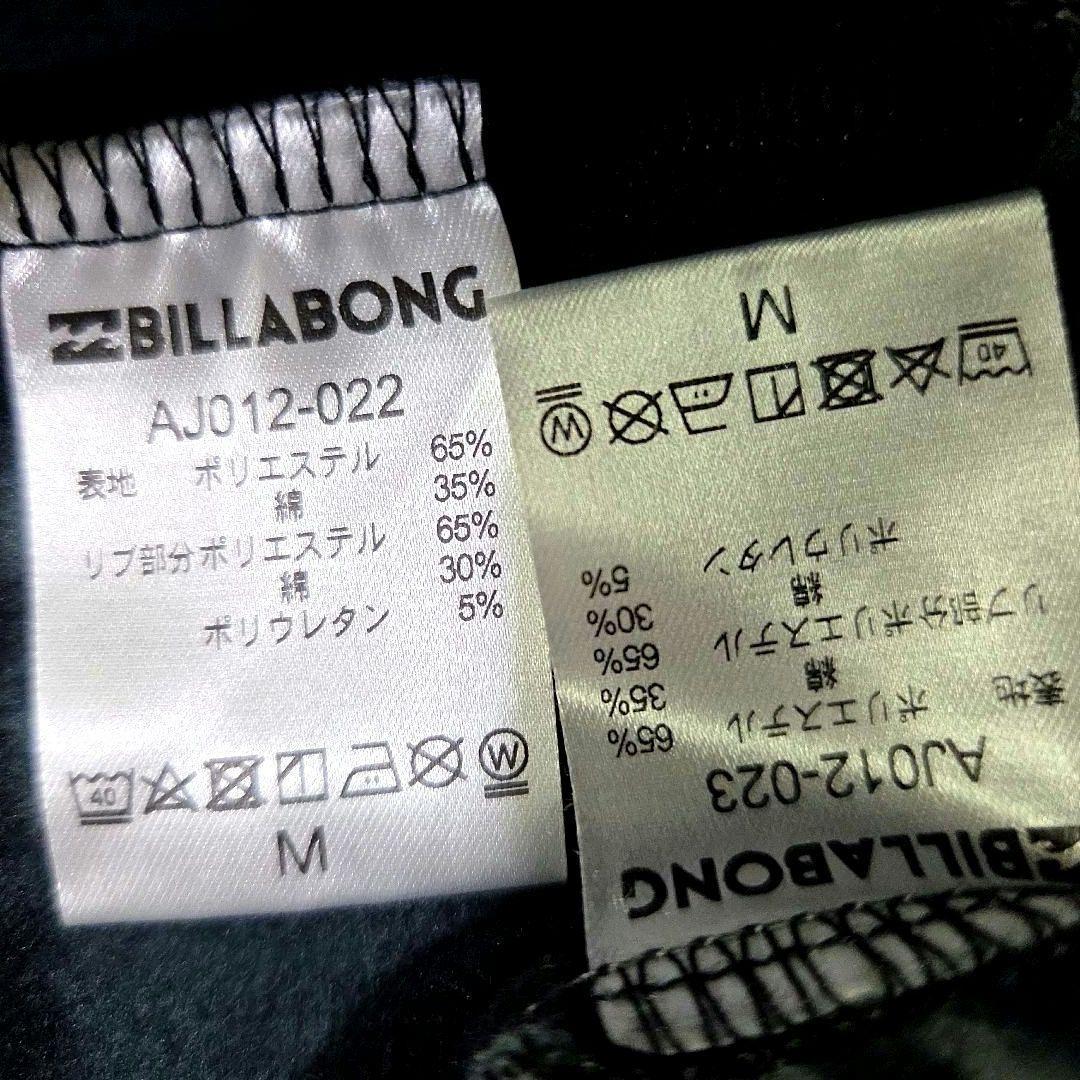 BILLABONG
AJ012-022
表地 ポリエステル 65%
綿 35%
リブ部分 ポリエステル 65%
綿 30%
ポリウレタン 5%
40 W
M
BILLABONG
AJ012-023
表地 ポリエステル 65%
綿 35%
リブ部分 ポリエステル 65%
綿 30%
ポリウレタン 5%
40 W
M